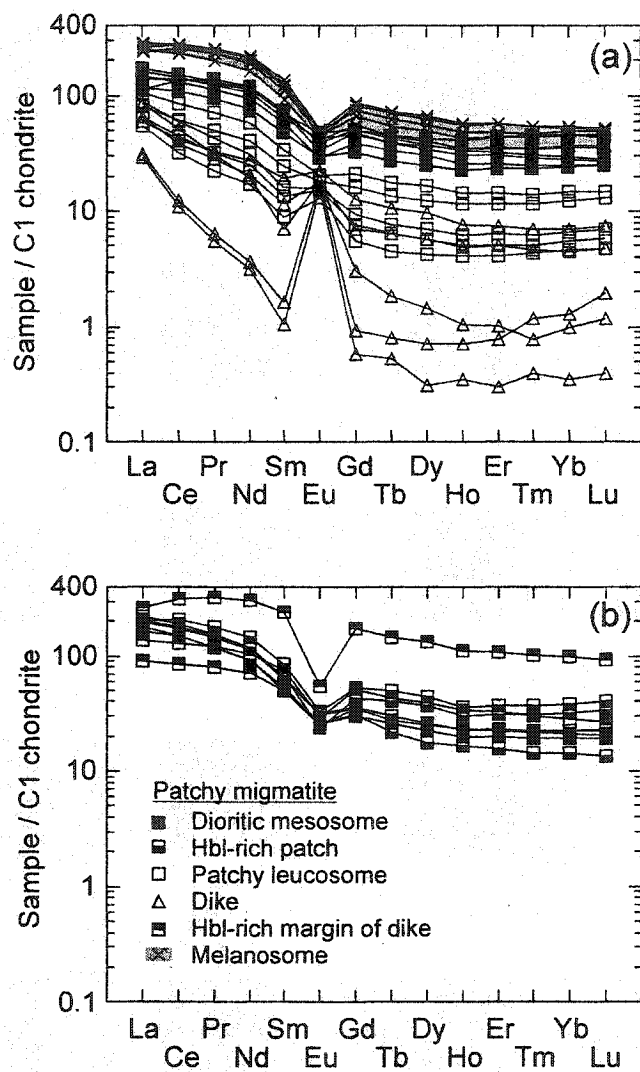 (a)
Sample / C1 chondrite
400
100
10
1
0.1
La Pr Sm Gd Dy Er Yb
Ce Nd Eu Tb Ho Tm Lu
(b)
Sample / C1 chondrite
400
100
10
1
0.1
Patchy migmatite
Dioritic mesosome
Hbl-rich patch
Patchy leucosome
Dike
Hbl-rich margin of dike
Melanosome
La Pr Sm Gd Dy Er Yb
Ce Nd Eu Tb Ho Tm Lu